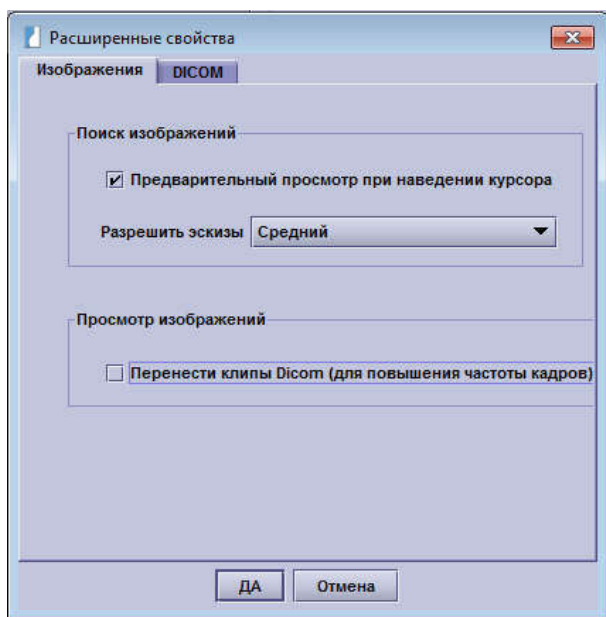 Расширенные свойства
Изображения DICOM
Поиск изображений
Предварительный просмотр при наведении курсора
Разрешить эскизы Средний
Просмотр изображений
Перенести клипы Dicom (для повышения частоты кадров)
ДА Отмена